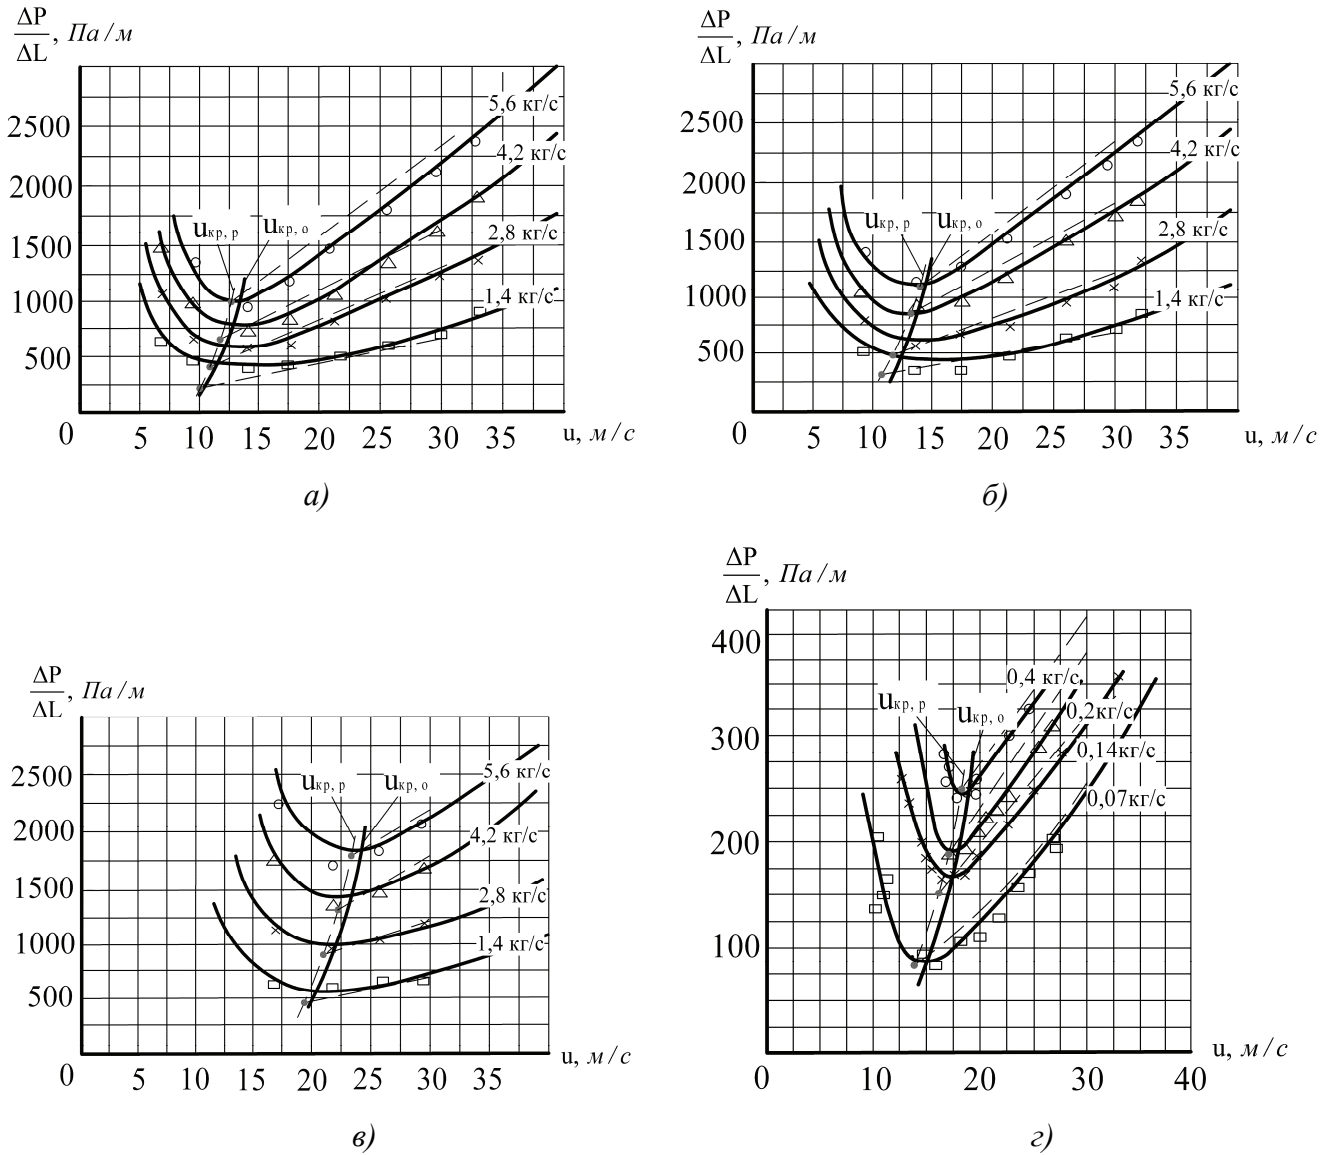 ΔP/ΔL, Па/м
2500
2000
1500
1000
500
0 5 10 15 20 25 30 35 u, м/с
5,6 кг/с
4,2 кг/с
2,8 кг/с
1,4 кг/с
uкр, р uкр, о
а)
ΔP/ΔL, Па/м
2500
2000
1500
1000
500
0 5 10 15 20 25 30 35 u, м/с
5,6 кг/с
4,2 кг/с
2,8 кг/с
1,4 кг/с
uкр, р uкр, о
б)
ΔP/ΔL, Па/м
2500
2000
1500
1000
500
0 5 10 15 20 25 30 35 u, м/с
uкр, р uкр, о
5,6 кг/с
4,2 кг/с
2,8 кг/с
1,4 кг/с
в)
ΔP/ΔL, Па/м
400
300
200
100
0 10 20 30 40 u, м/с
uкр, р uкр, о
0,4 кг/с
0,2кг/с
0,14кг/с
0,07кг/с
г)